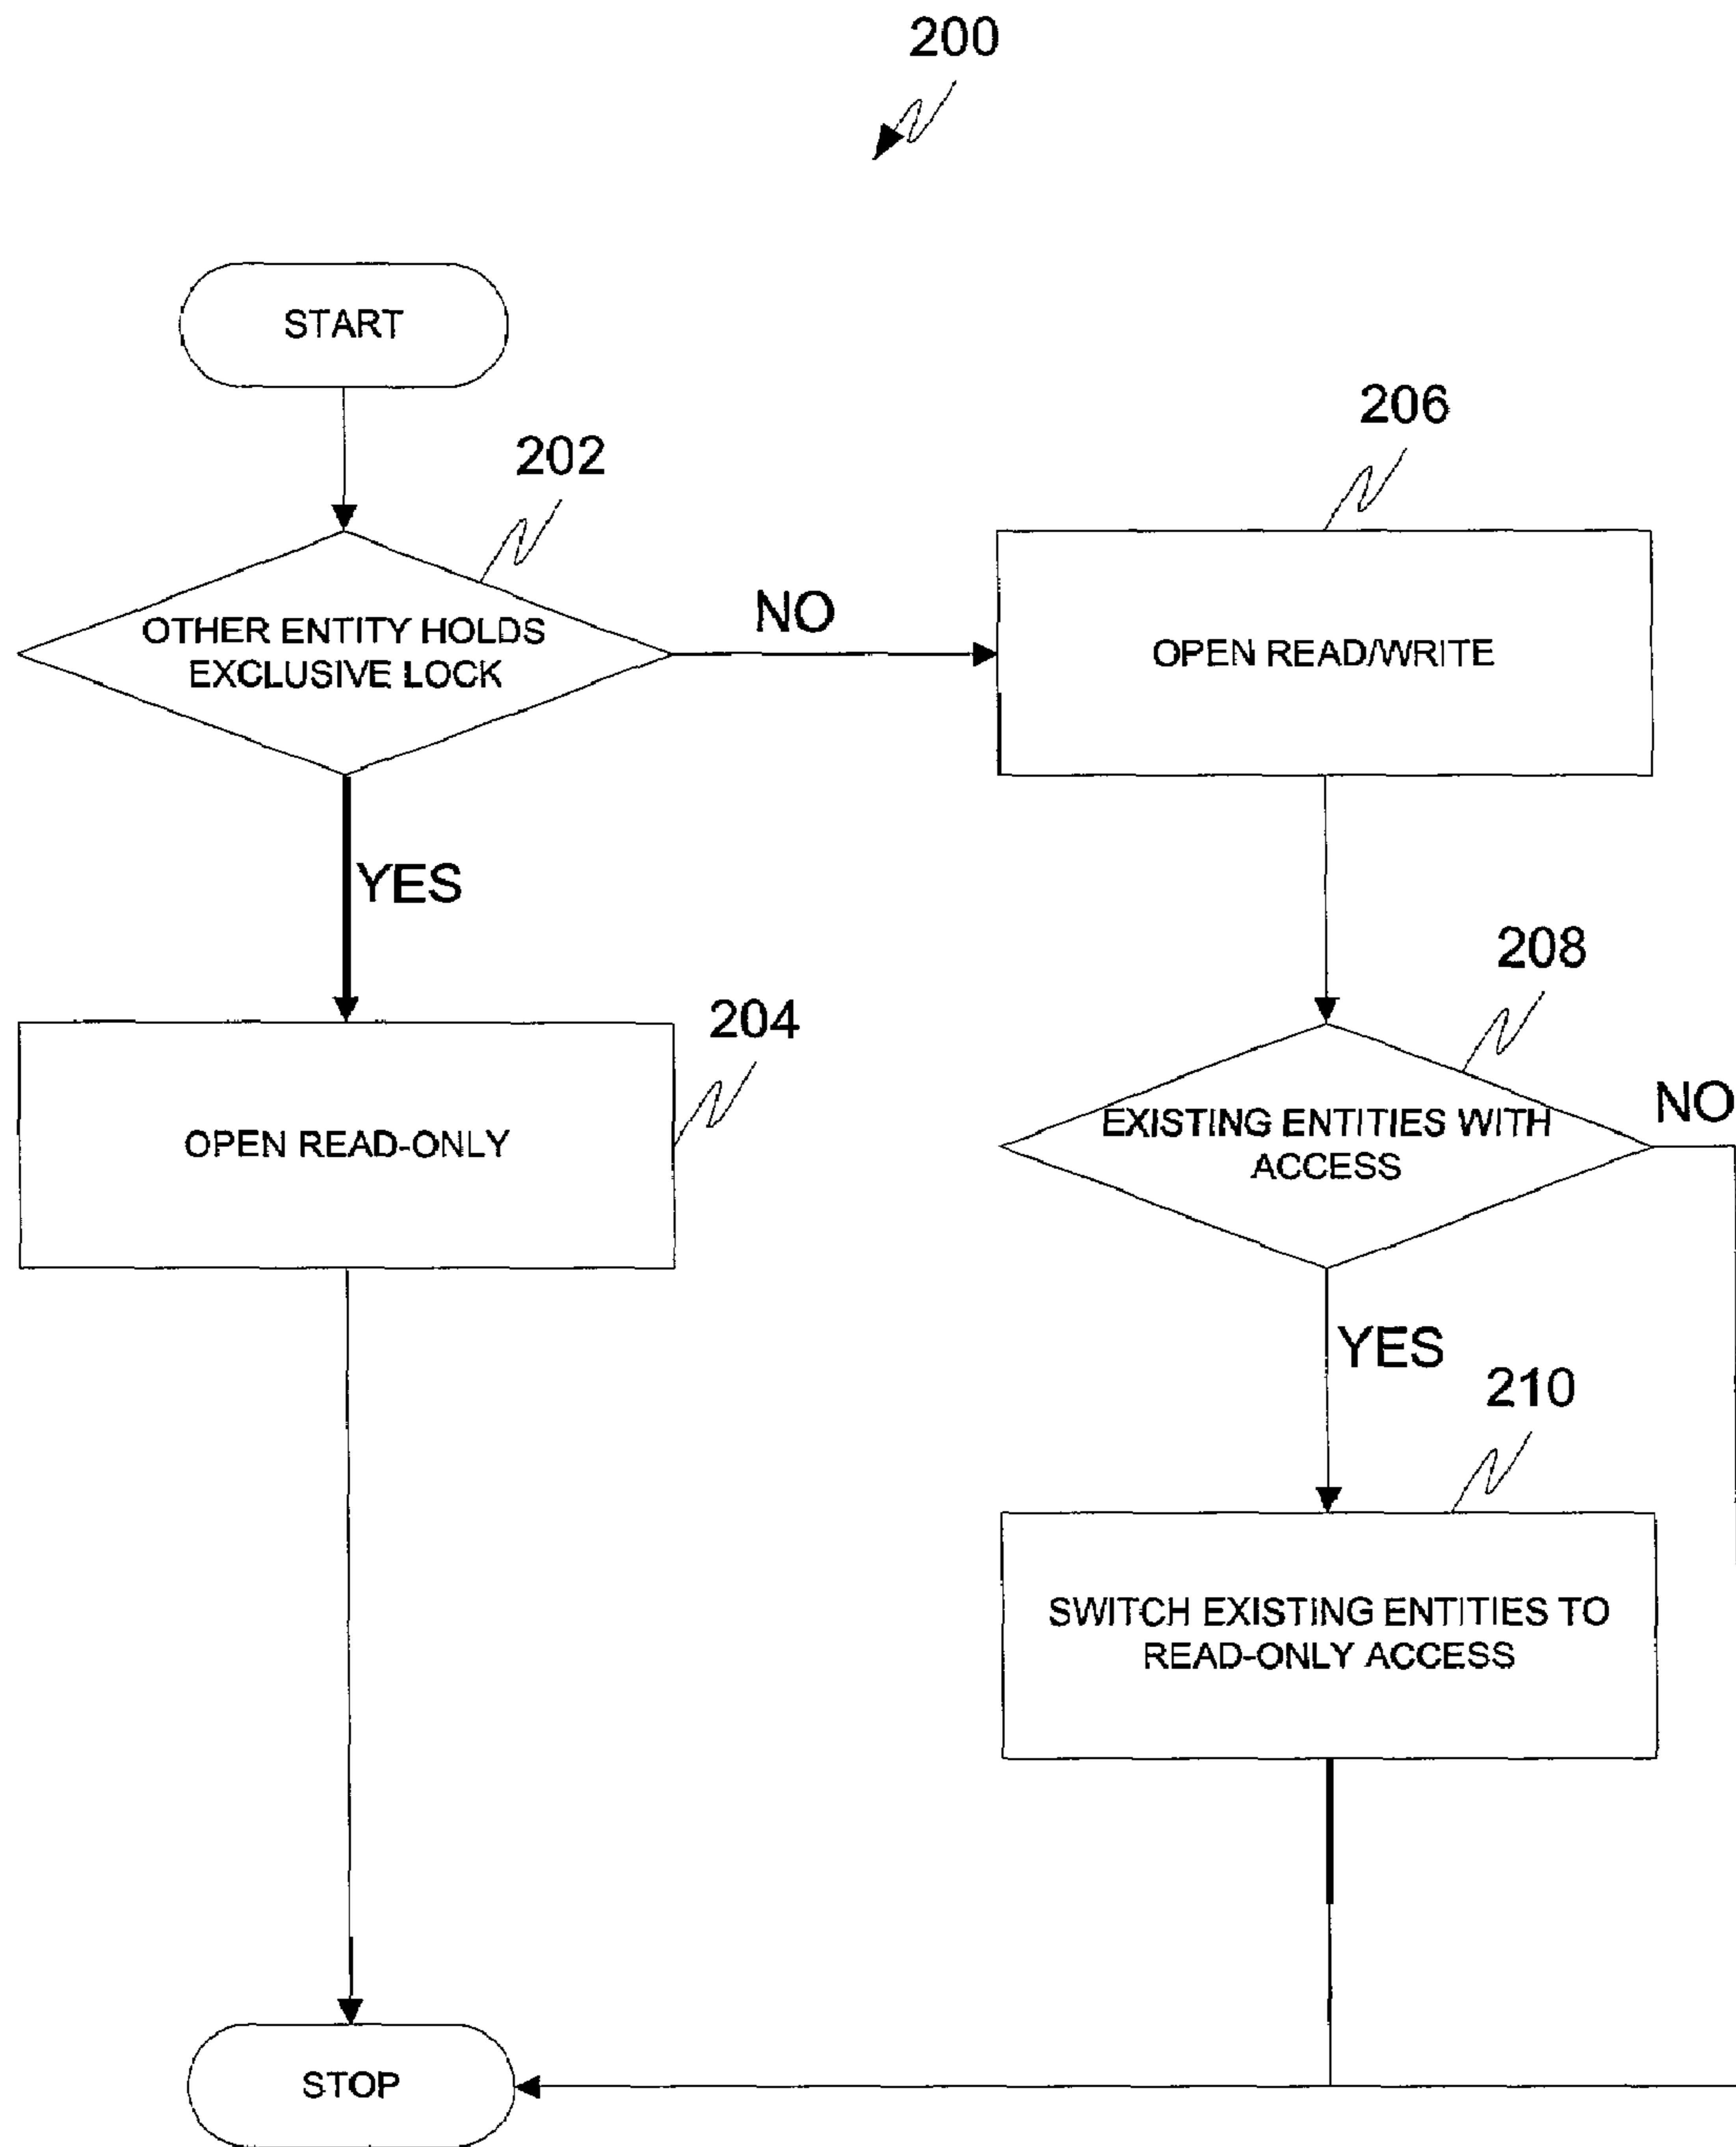 200
START
202
OTHER ENTITY HOLDS
EXCLUSIVE LOCK
NO
206
OPEN READ/WRITE
YES
204
OPEN READ-ONLY
208
EXISTING ENTITIES WITH
ACCESS
NO
YES
210
SWITCH EXISTING ENTITIES TO
READ-ONLY ACCESS
STOP